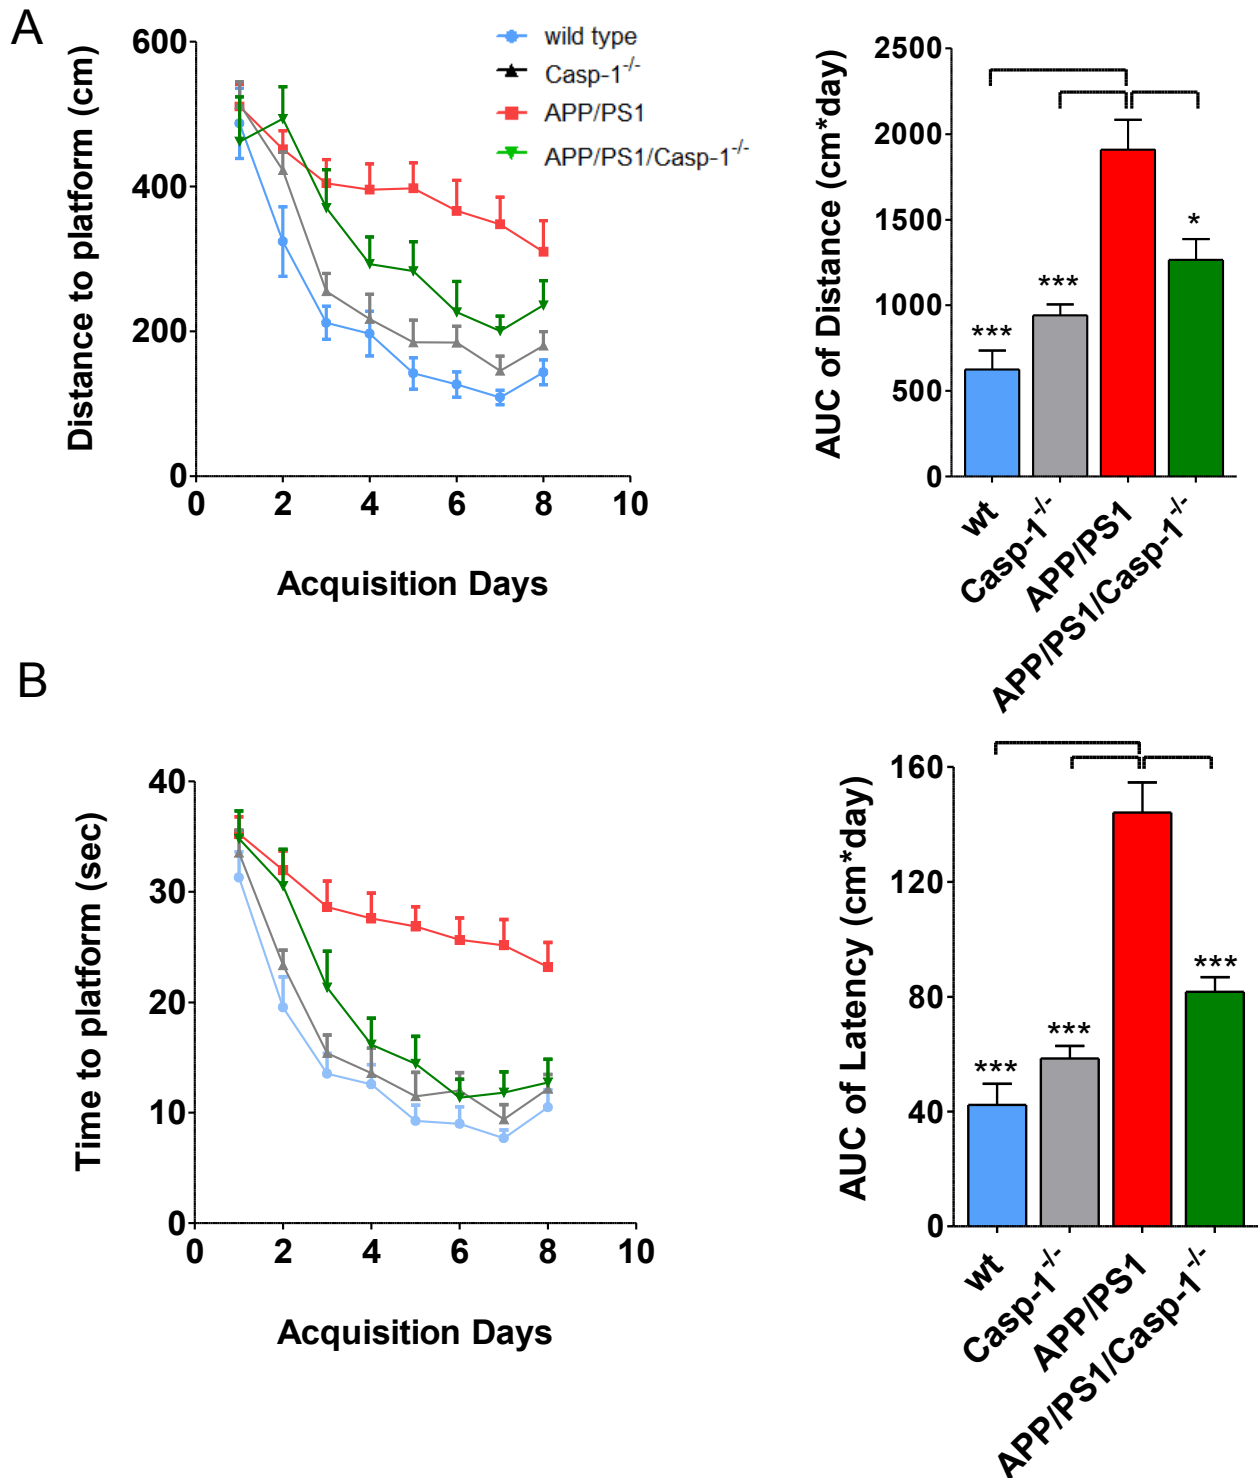 A
wild type
Casp-1-/-
APP/PS1
APP/PS1/Casp-1-/-
Distance to platform (cm)
600
400
200
0
0 2 4 6 8 10
Acquisition Days
AUC of Distance (cm*day)
2500
2000
1500
1000
500
0
***
***
*
wt
Casp-1-/-
APP/PS1
APP/PS1/Casp-1-/-
B
Time to platform (sec)
40
30
20
10
0
0 2 4 6 8 10
Acquisition Days
AUC of Latency (cm*day)
160
120
80
40
0
***
***
***
wt
Casp-1-/-
APP/PS1
APP/PS1/Casp-1-/-